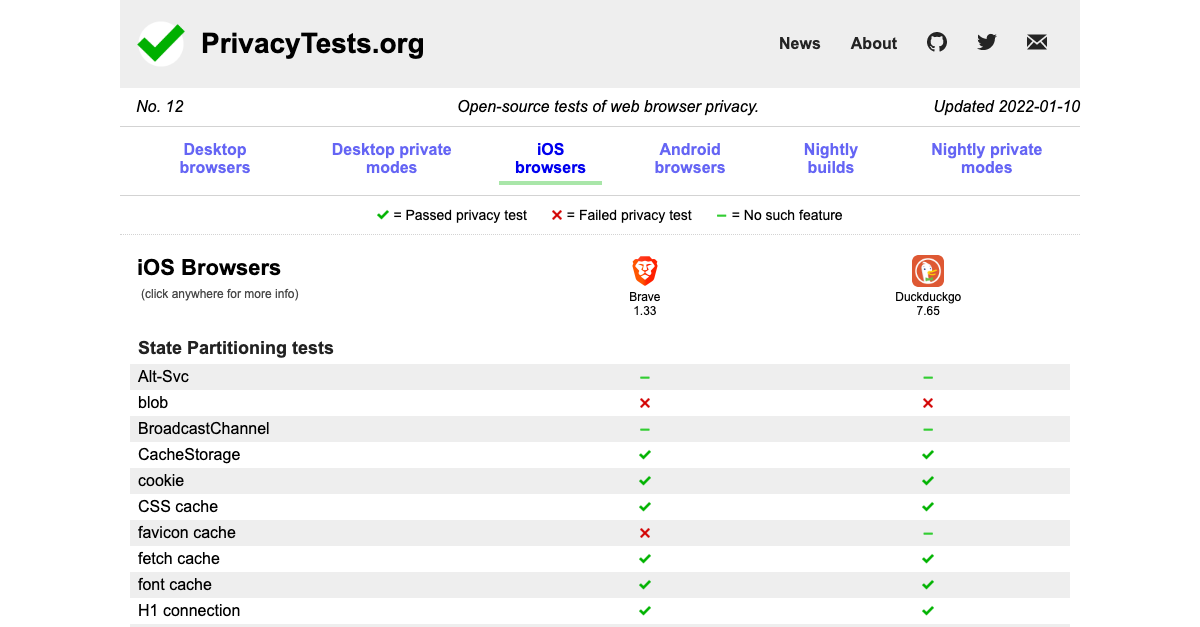 PrivacyTests.org
News About
No. 12 Open-source tests of web browser privacy. Updated 2022-01-10
Desktop browsers Desktop private modes iOS browsers Android browsers Nightly builds Nightly private modes
✓ = Passed privacy test ✕ = Failed privacy test – = No such feature
iOS Browsers
(click anywhere for more info)
Brave 1.33
Duckduckgo 7.65
State Partitioning tests
Alt-Svc – –
blob ✕ ✕
BroadcastChannel – –
CacheStorage ✓ ✓
cookie ✓ ✓
CSS cache ✓ ✓
favicon cache ✕ –
fetch cache ✓ ✓
font cache ✓ ✓
H1 connection ✓ ✓